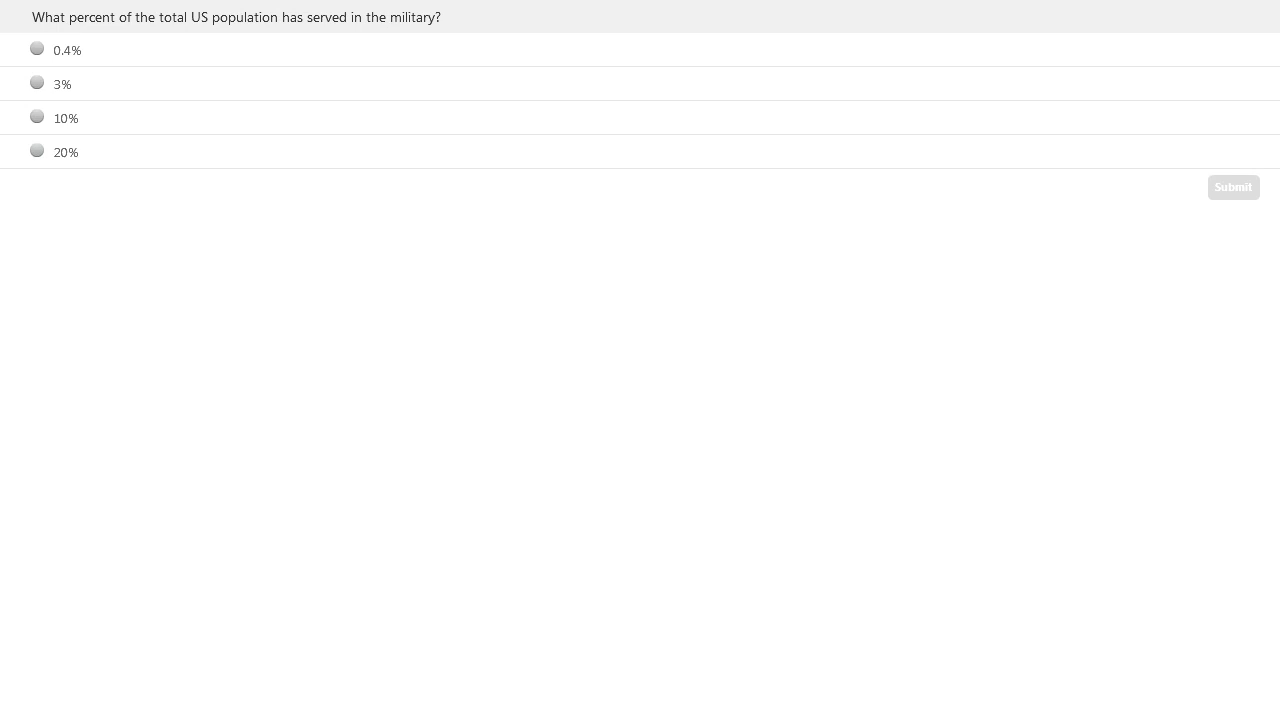 What percent of the total US population has served in the military?
0.4%
3%
10%
20%
Submit